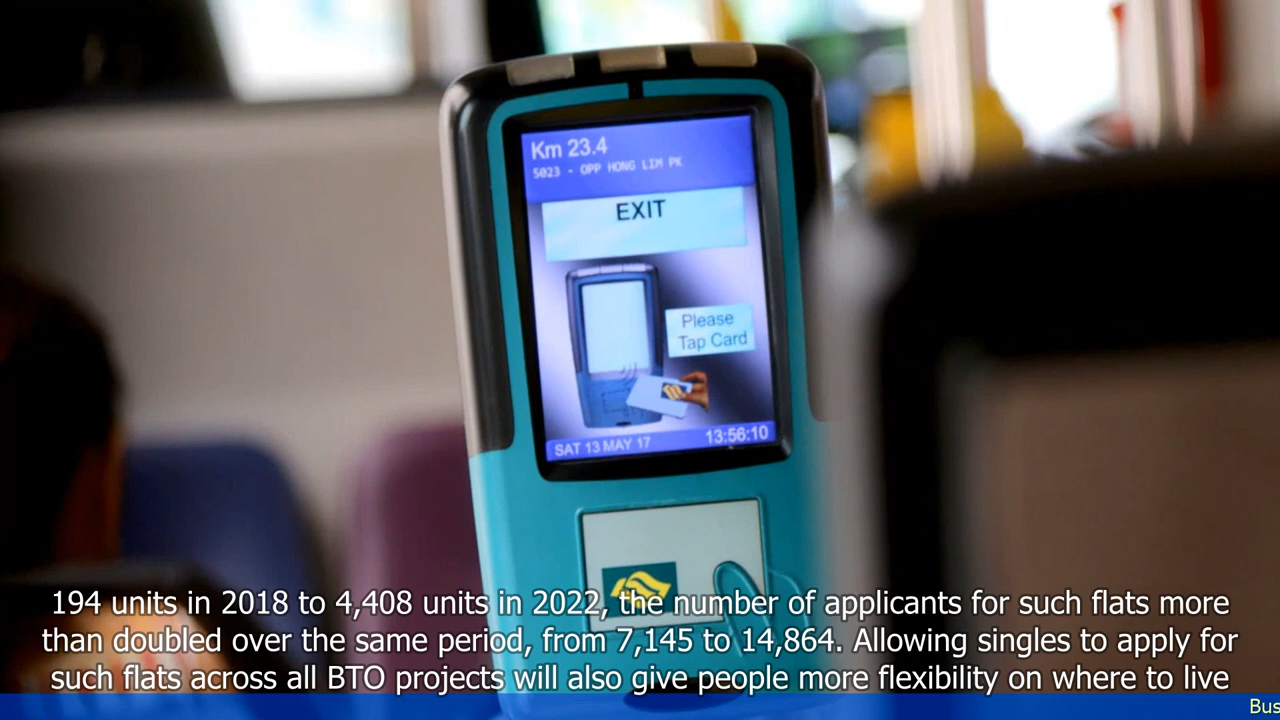 Km 23.4
5023 - OPP HONG LIM PK
EXIT
Please
Tap Card
SAT 13 MAY 17 13:56:10
194 units in 2018 to 4,408 units in 2022, the number of applicants for such flats more
than doubled over the same period, from 7,145 to 14,864. Allowing singles to apply for
such flats across all BTO projects will also give people more flexibility on where to live
Bus